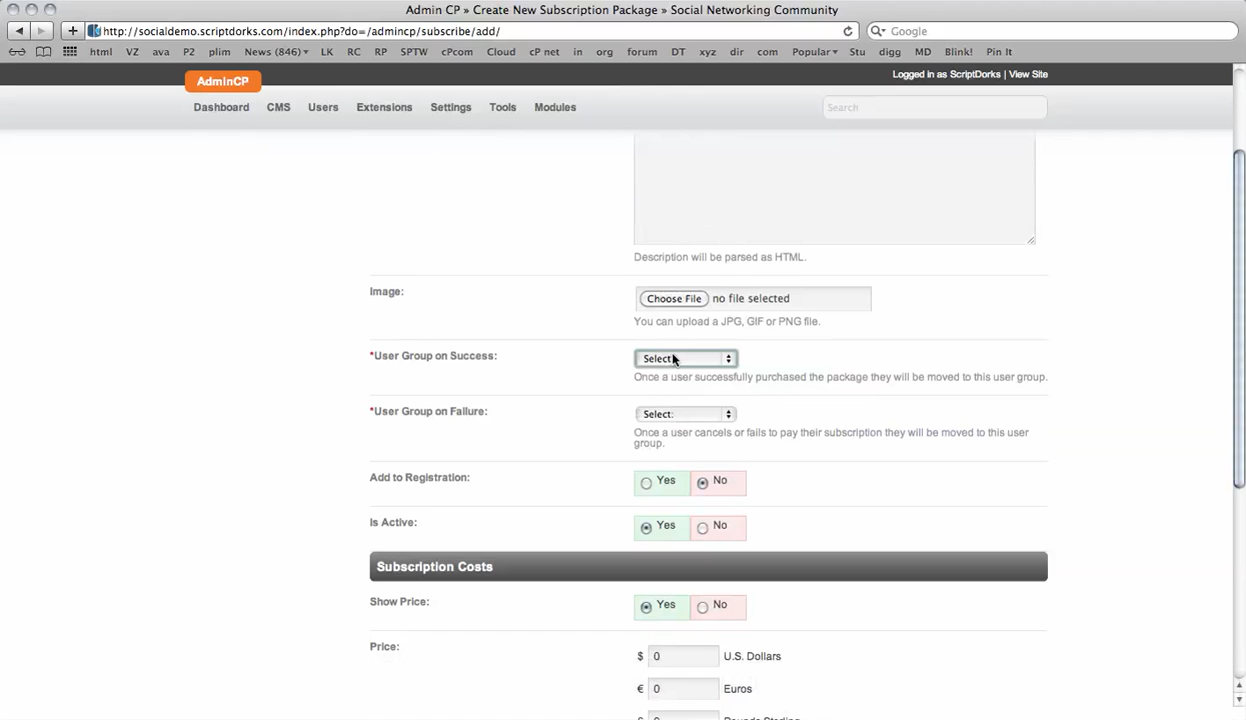 Admin CP » Create New Subscription Package » Social Networking Community
http://socialdemo.scriptdorks.com/index.php?do=/admincp/subscribe/add/
Google
html VZ ava P2 plim News (846) LK RC RP SPTW cPcom Cloud cP net in org forum DT xyz dir com Popular Stu digg MD Blink! Pin It
AdminCP
Logged in as ScriptDorks | View Site
Dashboard CMS Users Extensions Settings Tools Modules
Search
Description will be parsed as HTML.
Image:
Choose File no file selected
You can upload a JPG, GIF or PNG file.
*User Group on Success:
Select:
Once a user successfully purchased the package they will be moved to this user group.
*User Group on Failure:
Select:
Once a user cancels or fails to pay their subscription they will be moved to this user
group.
Add to Registration:
Yes No
Is Active:
Yes No
Subscription Costs
Show Price:
Yes No
Price:
$ 0 U.S. Dollars
€ 0 Euros
£ Pounds Sterling